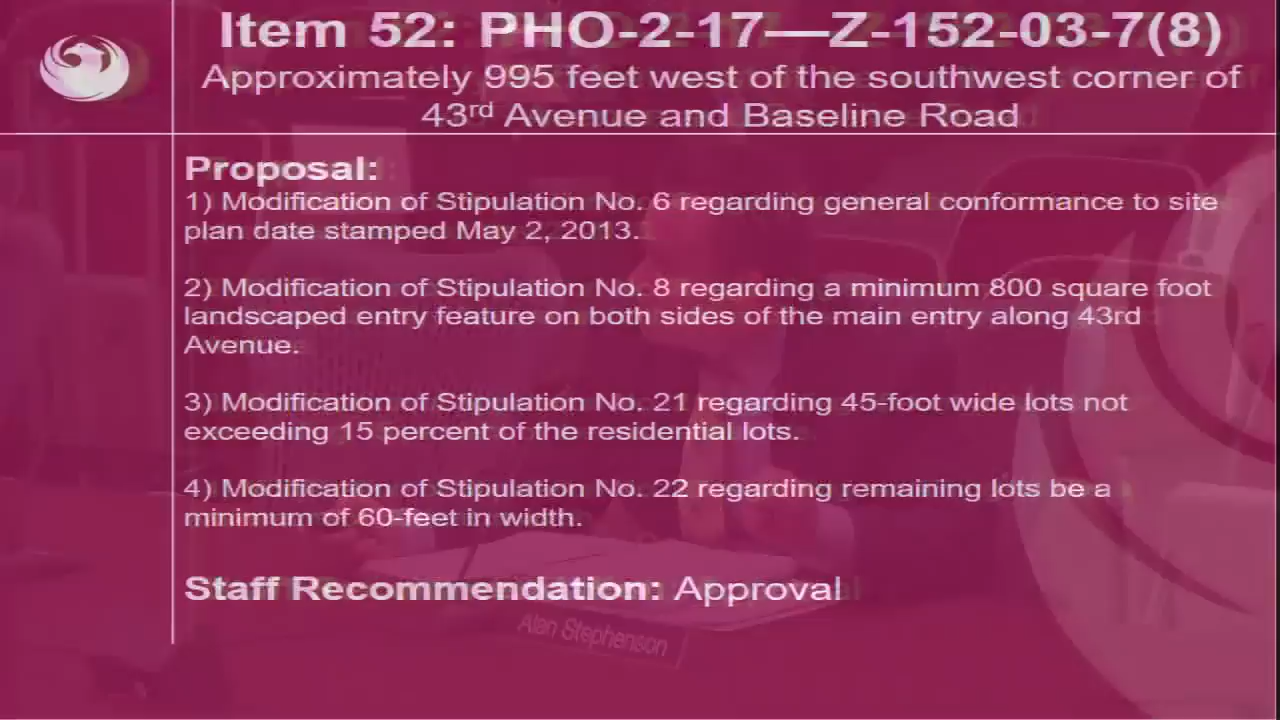 Item 52: PHO-2-17—Z-152-03-7(8)
Approximately 995 feet west of the southwest corner of
43rd Avenue and Baseline Road
Proposal:
1) Modification of Stipulation No. 6 regarding general conformance to site
plan date stamped May 2, 2013.
2) Modification of Stipulation No. 8 regarding a minimum 800 square foot
landscaped entry feature on both sides of the main entry along 43rd
Avenue.
3) Modification of Stipulation No. 21 regarding 45-foot wide lots not
exceeding 15 percent of the residential lots.
4) Modification of Stipulation No. 22 regarding remaining lots be a
minimum of 60-feet in width.
Staff Recommendation: Approval
Alan Stephenson